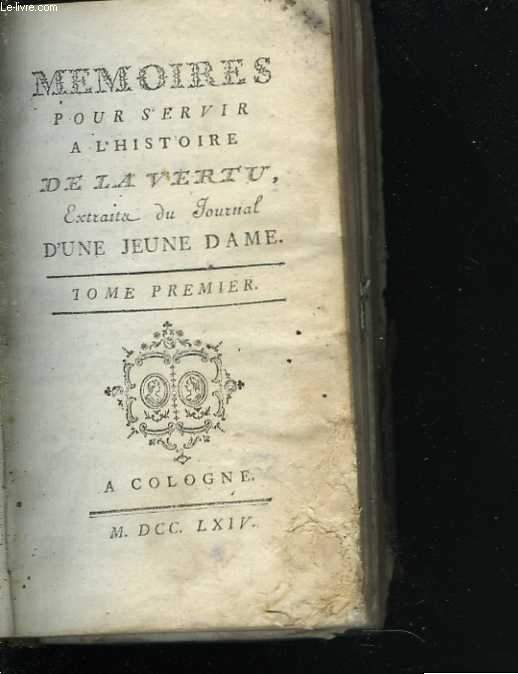 Le-livre.com
MEMOIRES
POUR SERVIR
A L'HISTOIRE
DE LA VERTU,
Extraits du Journal
D'UNE JEUNE DAME.
TOME PREMIER.
A COLOGNE.
M. DCC. LXIV.